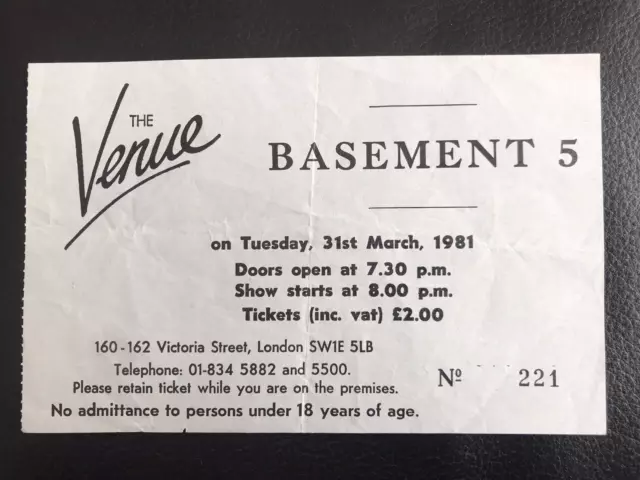 THE
Venue
BASEMENT 5
on Tuesday, 31st March, 1981
Doors open at 7.30 p.m.
Show starts at 8.00 p.m.
Tickets (inc. vat) £2.00
160-162 Victoria Street, London SW1E 5LB
Telephone: 01-834 5882 and 5500.
Please retain ticket while you are on the premises.
No admittance to persons under 18 years of age.
Nº 221